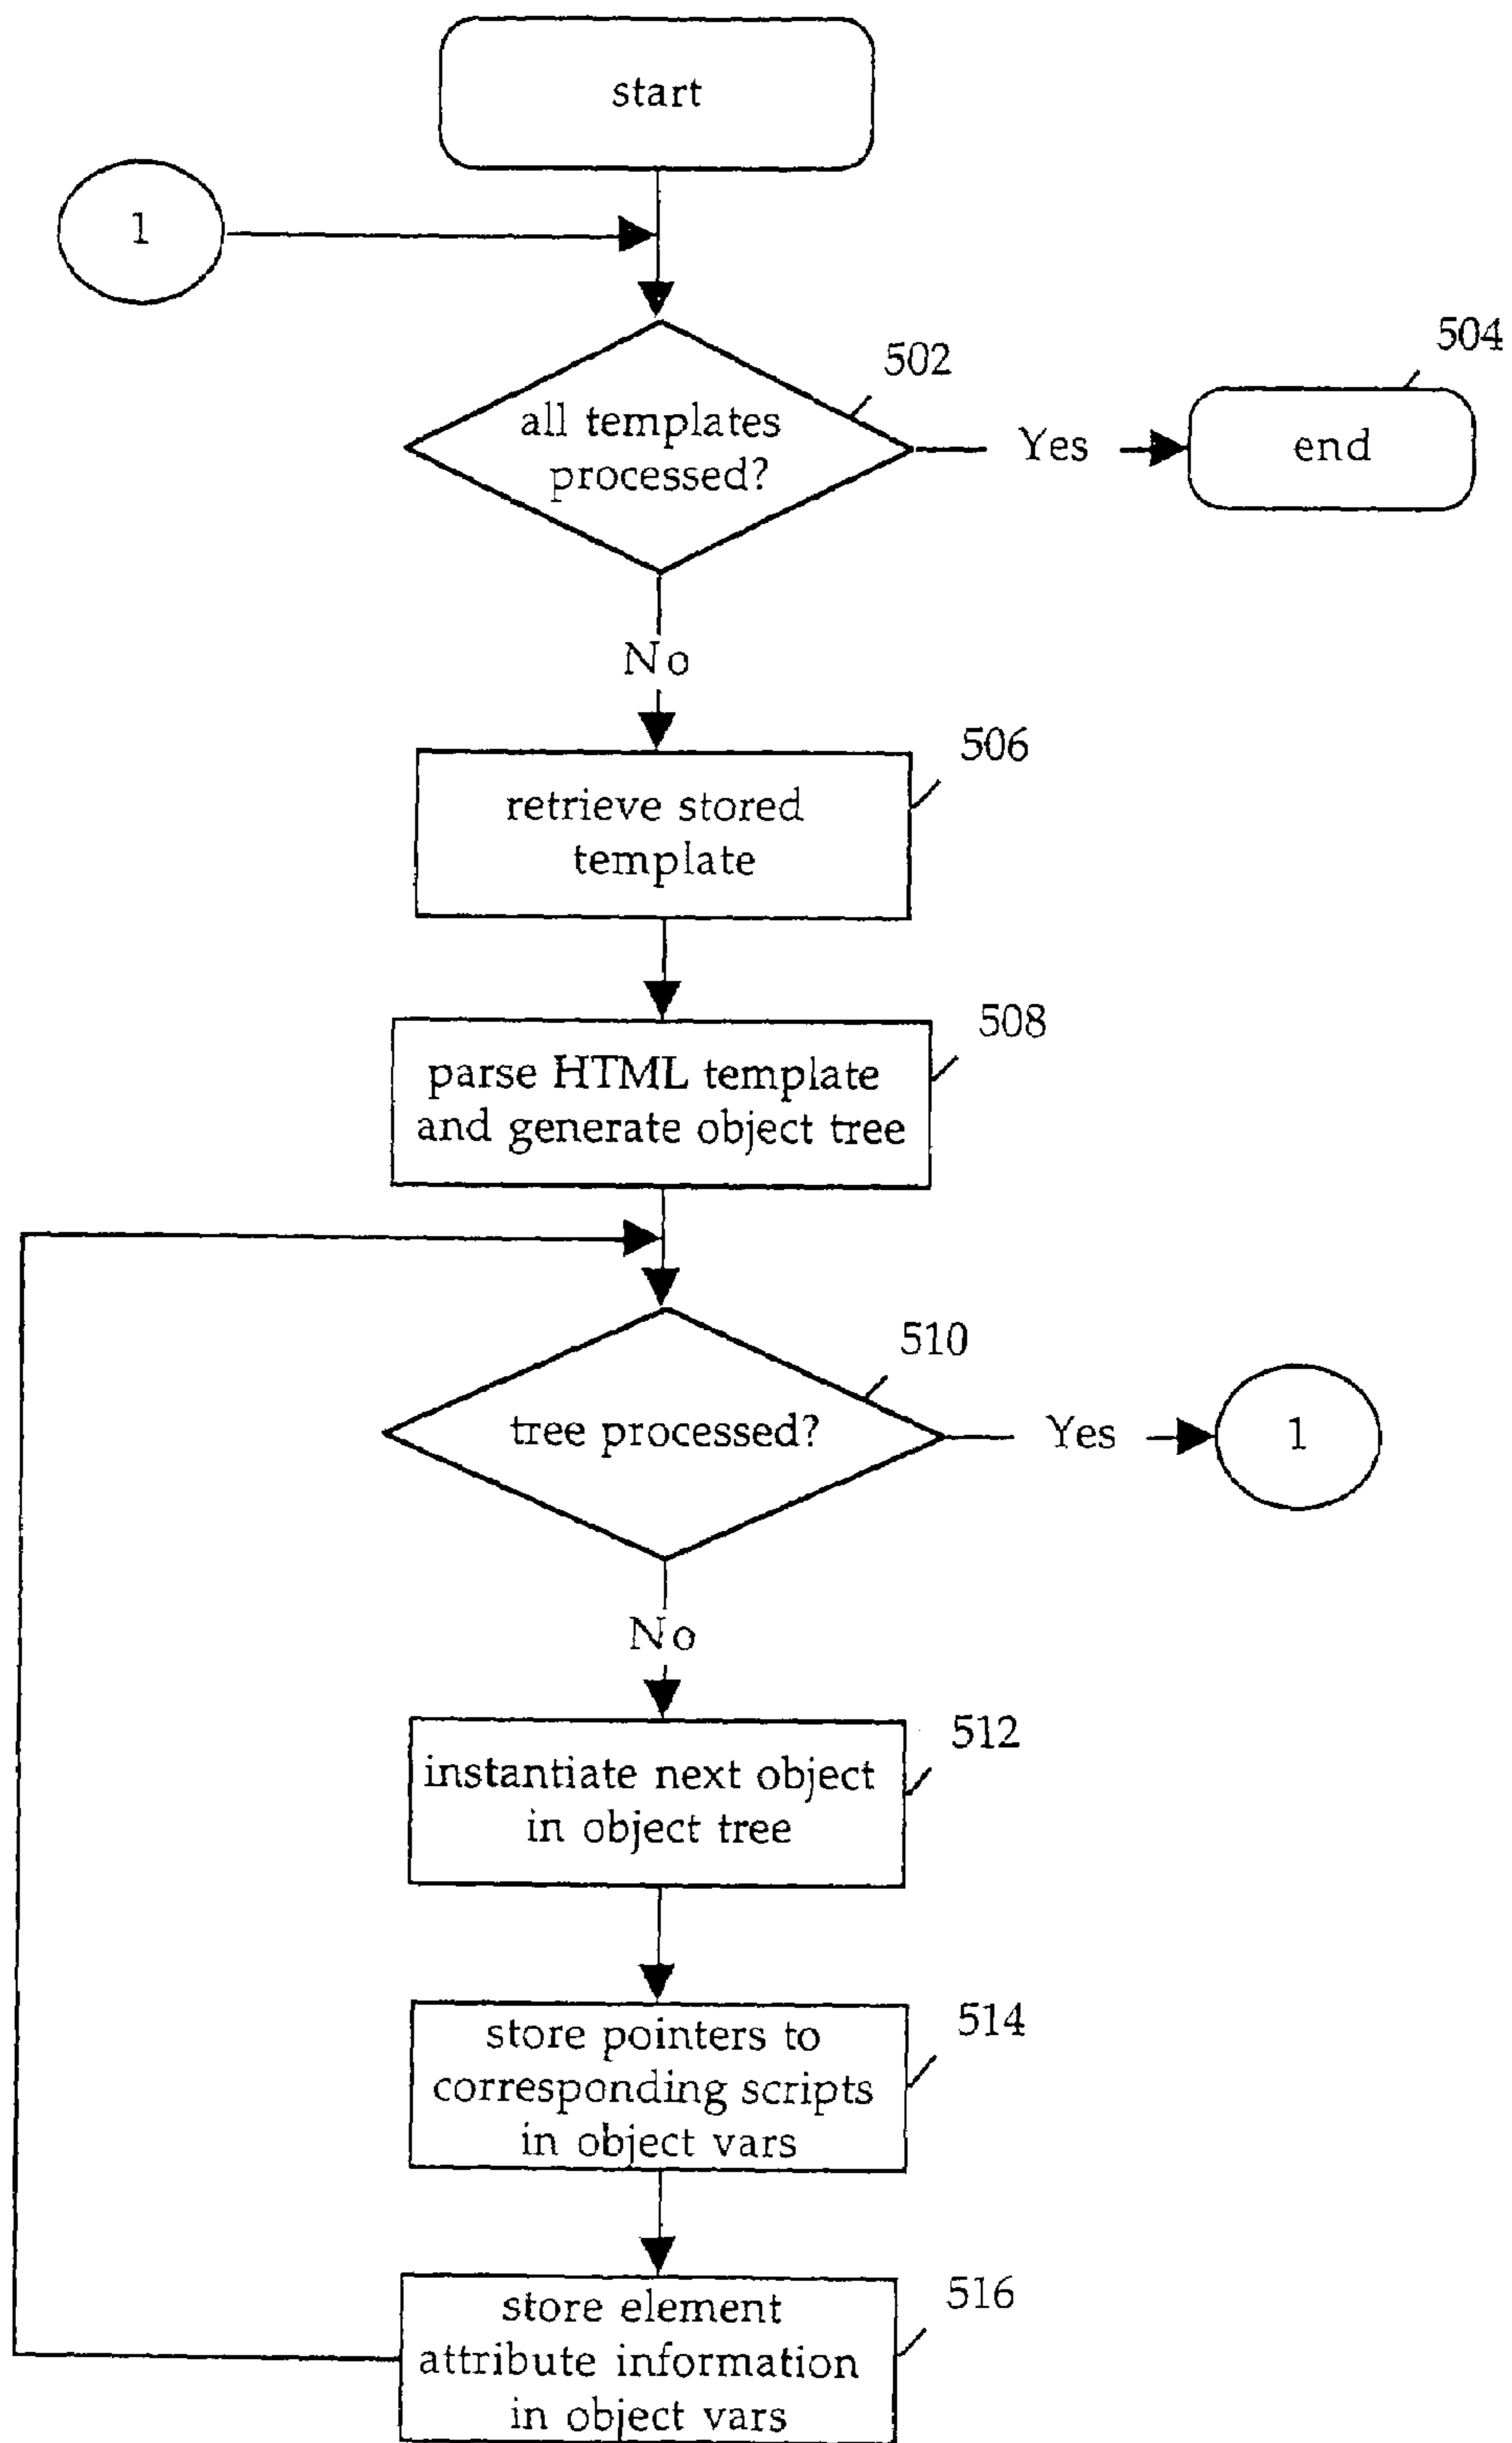 start
1
502
504
all templates
processed?
Yes
end
No
506
retrieve stored
template
508
parse HTML template
and generate object tree
510
tree processed?
Yes
1
No
512
instantiate next object
in object tree
514
store pointers to
corresponding scripts
in object vars
516
store element
attribute information
in object vars